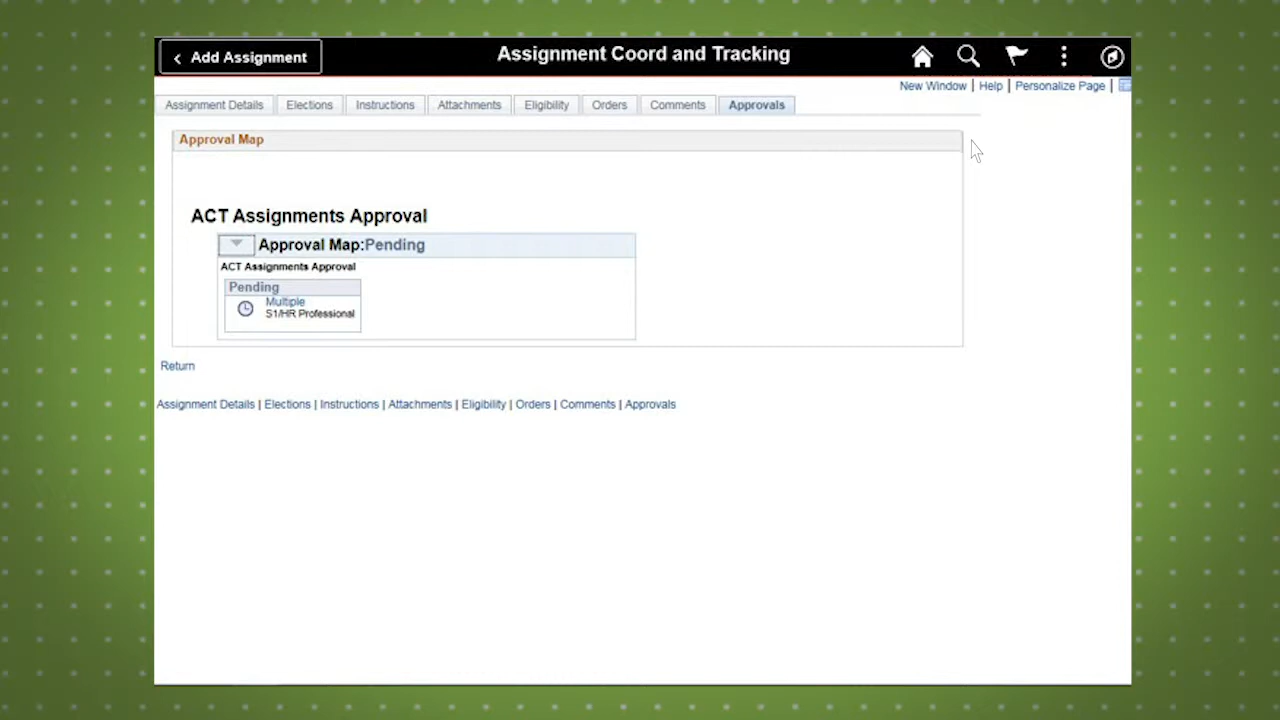 Add Assignment
Assignment Coord and Tracking
New Window | Help | Personalize Page |
Assignment Details Elections Instructions Attachments Eligibility Orders Comments Approvals
Approval Map
ACT Assignments Approval
Approval Map:Pending
ACT Assignments Approval
Pending
Multiple
S1/HR Professional
Return
Assignment Details | Elections | Instructions | Attachments | Eligibility | Orders | Comments | Approvals